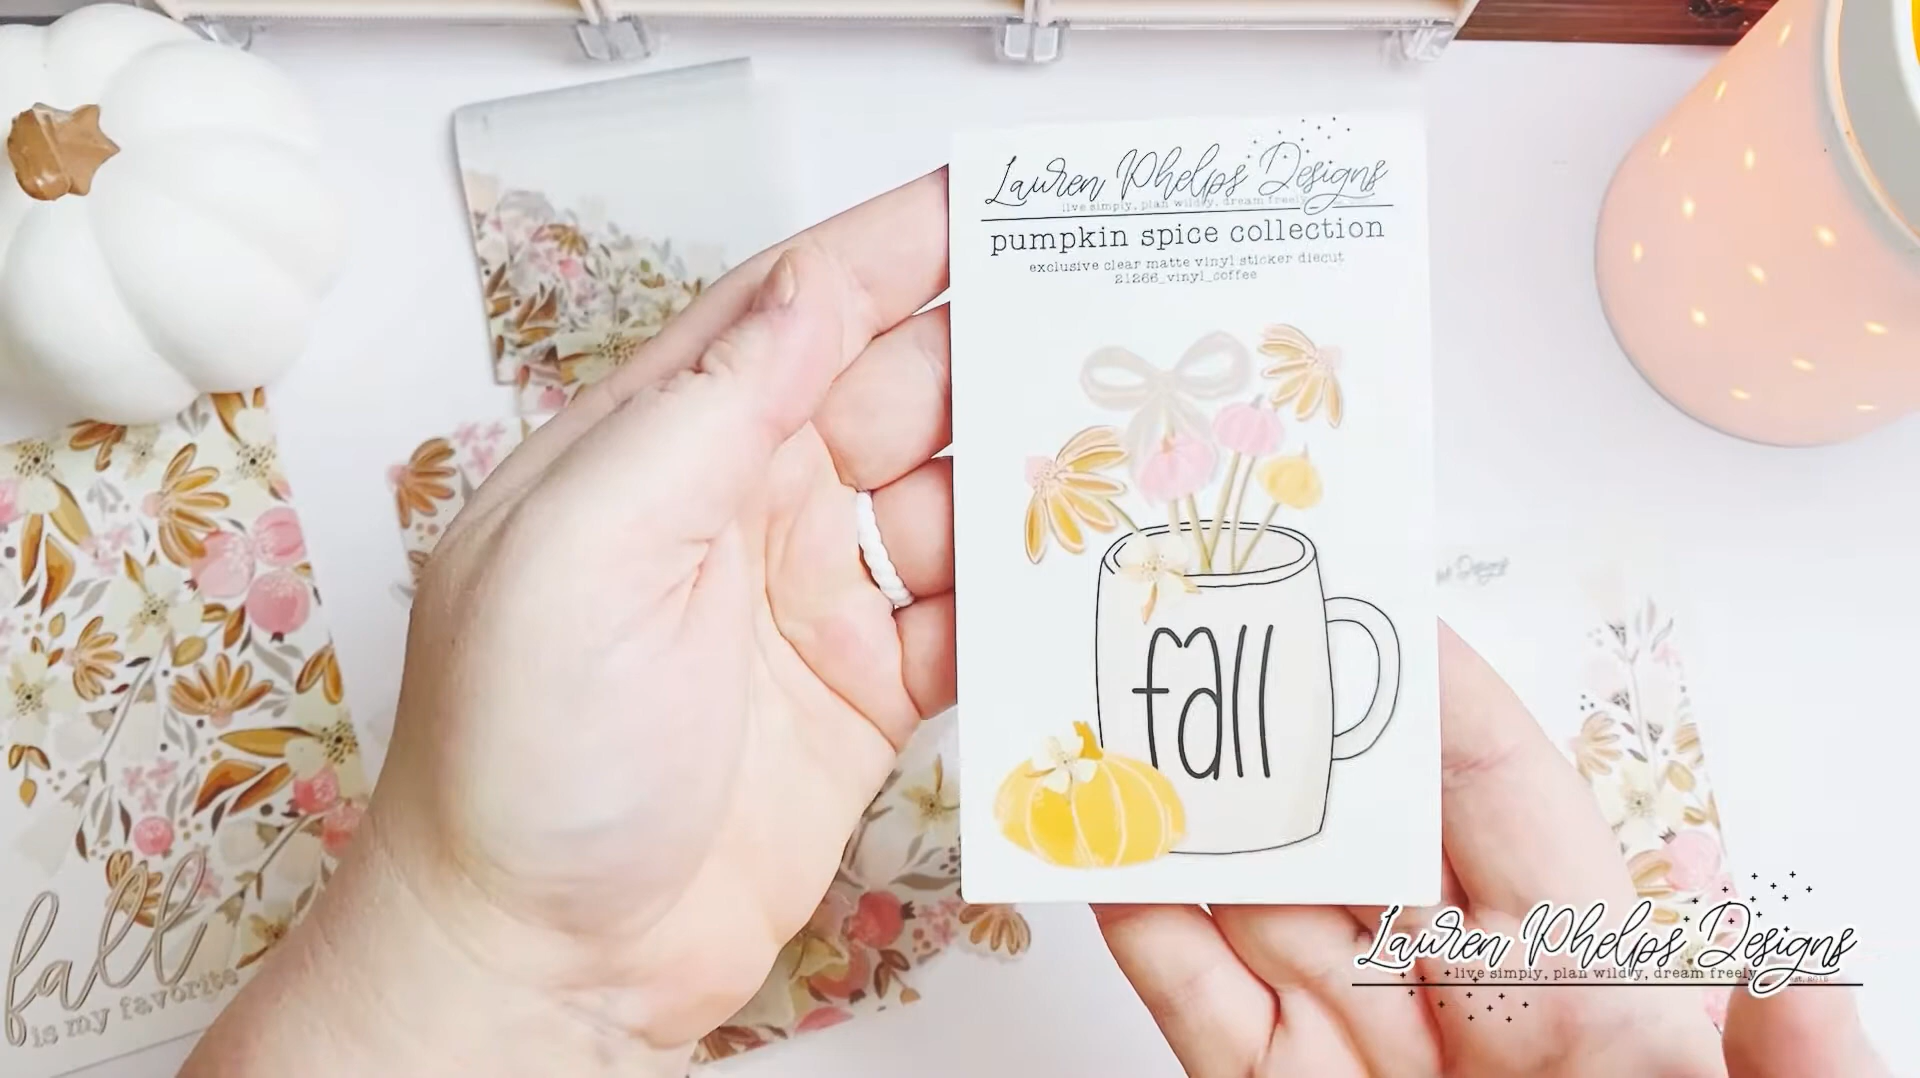 Lauren Phelps Designs
live simply, plan wildly, dream freely
pumpkin spice collection
exclusive clear matte vinyl sticker diecut
21266_vinyl_coffee
fall
Designs
fall
is my favorite
Lauren Phelps Designs
live simply, plan wildly, dream freely